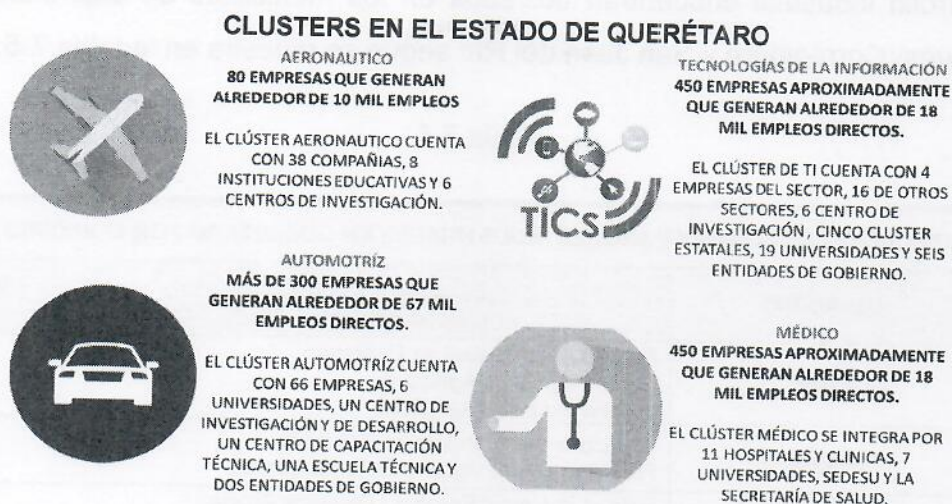 CLUSTERS EN EL ESTADO DE QUERÉTARO
AERONAUTICO
80 EMPRESAS QUE GENERAN
ALREDEDOR DE 10 MIL EMPLEOS
EL CLÚSTER AERONAUTICO CUENTA
CON 38 COMPAÑIAS, 8
INSTITUCIONES EDUCATIVAS Y 6
CENTROS DE INVESTIGACIÓN.
TICs
TECNOLOGÍAS DE LA INFORMACIÓN
450 EMPRESAS APROXIMADAMENTE
QUE GENERAN ALREDEDOR DE 18
MIL EMPLEOS DIRECTOS.
EL CLÚSTER DE TI CUENTA CON 4
EMPRESAS DEL SECTOR, 16 DE OTROS
SECTORES, 6 CENTRO DE
INVESTIGACIÓN, CINCO CLUSTER
ESTATALES, 19 UNIVERSIDADES Y SEIS
ENTIDADES DE GOBIERNO.
AUTOMOTRÍZ
MÁS DE 300 EMPRESAS QUE
GENERAN ALREDEDOR DE 67 MIL
EMPLEOS DIRECTOS.
EL CLÚSTER AUTOMOTRÍZ CUENTA
CON 66 EMPRESAS, 6
UNIVERSIDADES, UN CENTRO DE
INVESTIGACIÓN Y DE DESARROLLO,
UN CENTRO DE CAPACITACIÓN
TÉCNICA, UNA ESCUELA TÉCNICA Y
DOS ENTIDADES DE GOBIERNO.
MÉDICO
450 EMPRESAS APROXIMADAMENTE
QUE GENERAN ALREDEDOR DE 18
MIL EMPLEOS DIRECTOS.
EL CLÚSTER MÉDICO SE INTEGRA POR
11 HOSPITALES Y CLINICAS, 7
UNIVERSIDADES, SEDESU Y LA
SECRETARÍA DE SALUD.